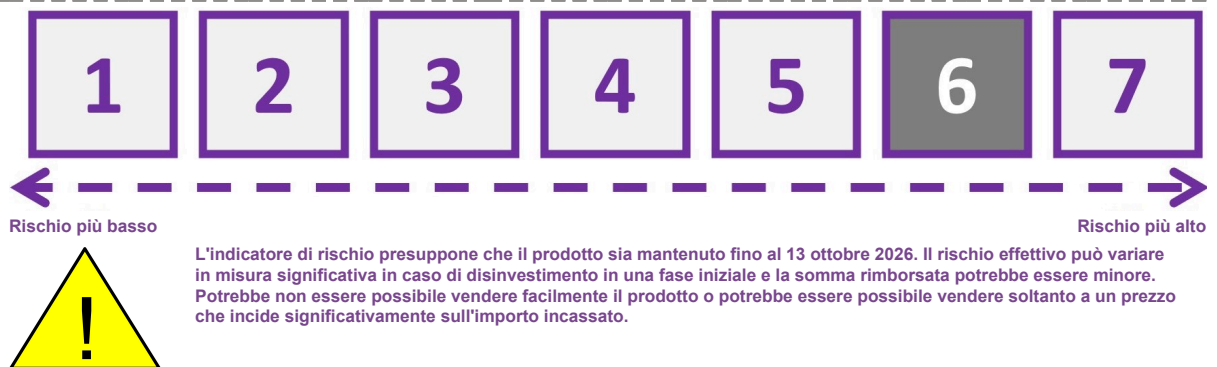 1 2 3 4 5 6 7
Rischio più basso Rischio più alto
L'indicatore di rischio presuppone che il prodotto sia mantenuto fino al 13 ottobre 2026. Il rischio effettivo può variare
in misura significativa in caso di disinvestimento in una fase iniziale e la somma rimborsata potrebbe essere minore.
Potrebbe non essere possibile vendere facilmente il prodotto o potrebbe essere possibile vendere soltanto a un prezzo
che incide significativamente sull'importo incassato.
!